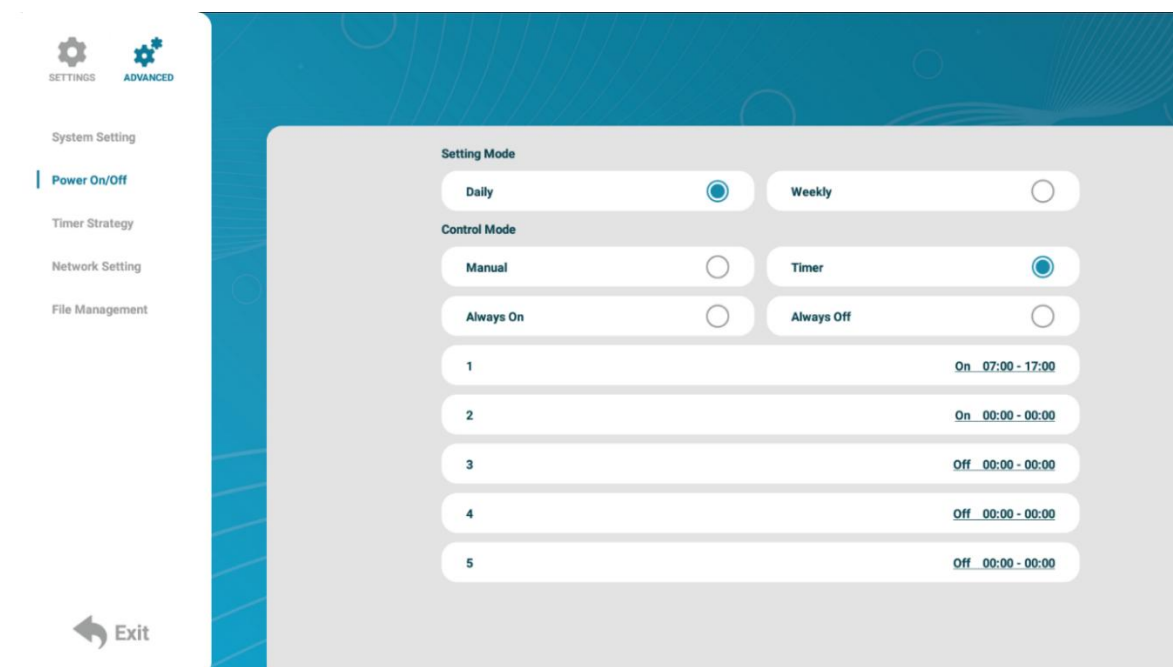 SETTINGS ADVANCED
System Setting
Power On/Off
Timer Strategy
Network Setting
File Management
Exit
Setting Mode
Daily Weekly
Control Mode
Manual Timer
Always On Always Off
1 On 07:00 - 17:00
2 On 00:00 - 00:00
3 Off 00:00 - 00:00
4 Off 00:00 - 00:00
5 Off 00:00 - 00:00